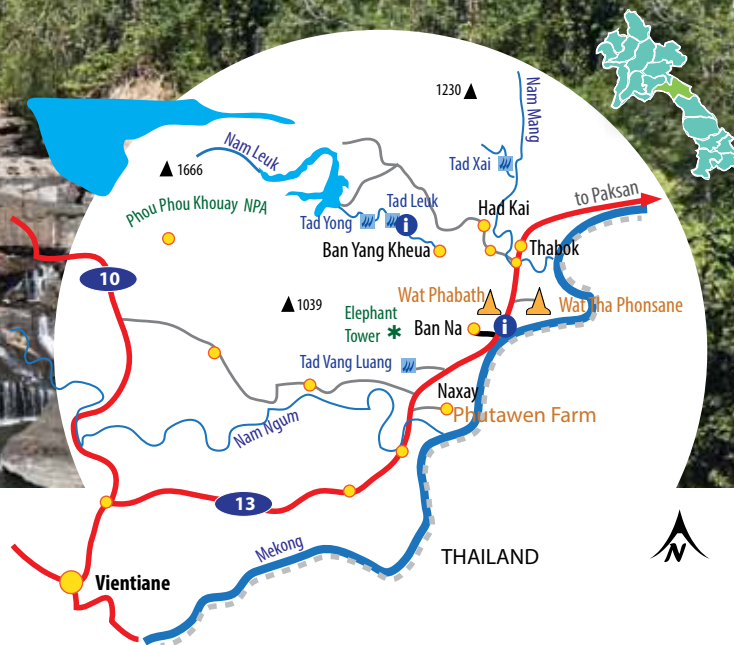 1230
Nam Mang
Nam Leuk
Tad Xai
1666
Phou Phou Khouay NPA
Tad Leuk
Had Kai
to Paksan
Tad Yong
i
Ban Yang Kheua
Thabok
10
Wat Phabath
Wat Tha Phonsane
1039
Elephant
Tower
Ban Na
i
Tad Vang Luang
Naxay
Phutawen Farm
Nam Ngum
13
Mekong
THAILAND
N
Vientiane